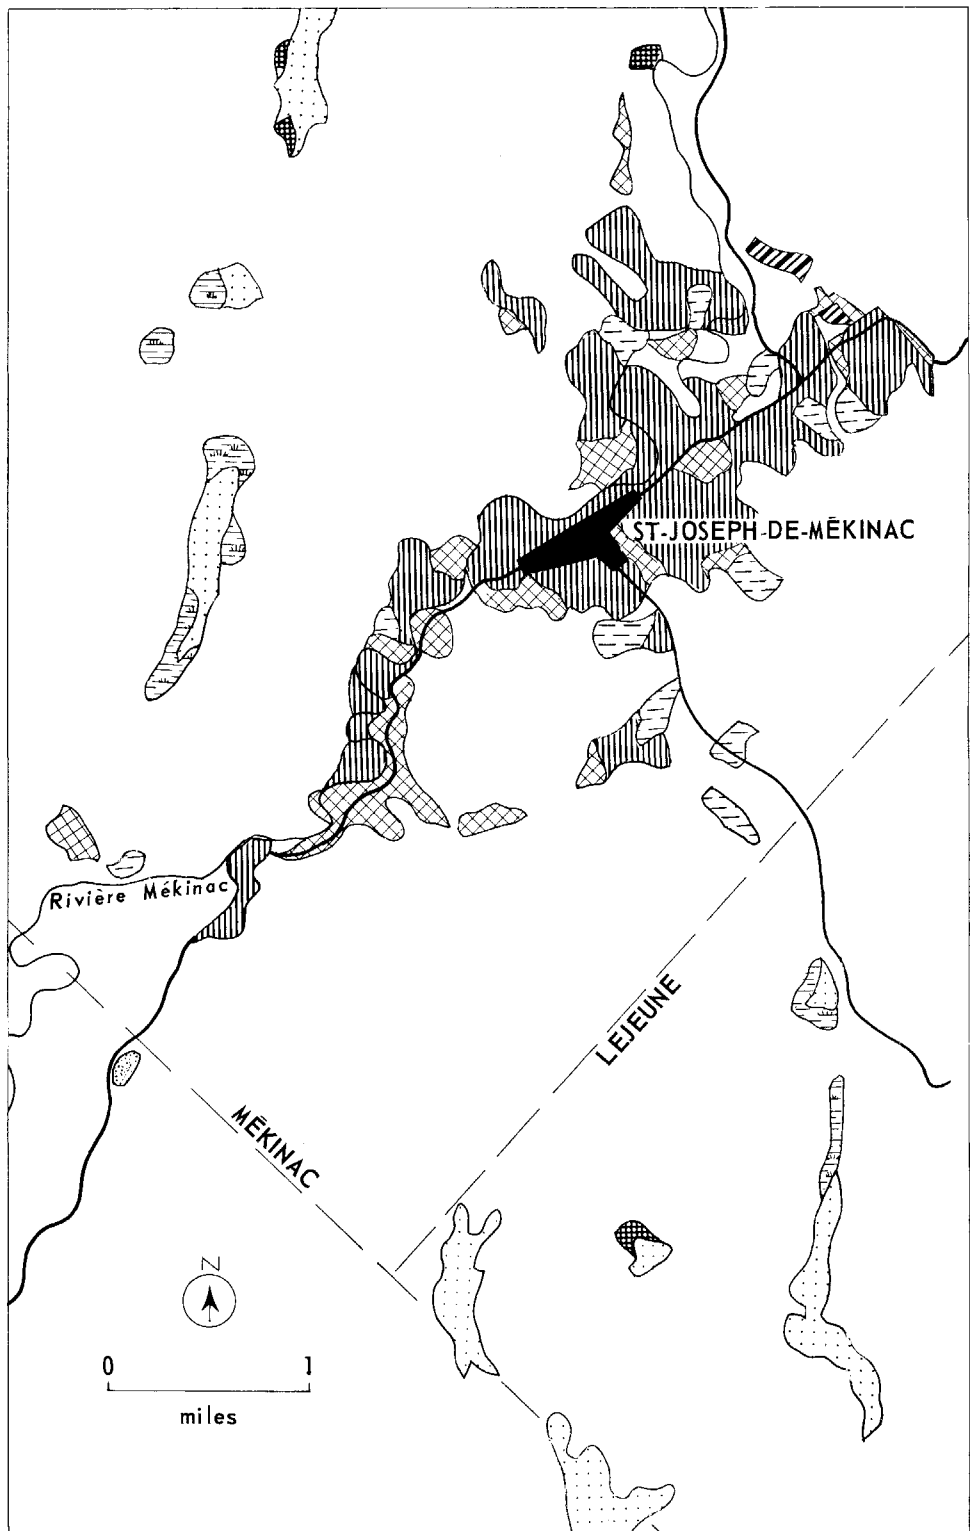 ST-JOSEPH-DE-MÉKINAC
Rivière Mékinac
LEJEUNE
MÉKINAC
N
0 1
miles